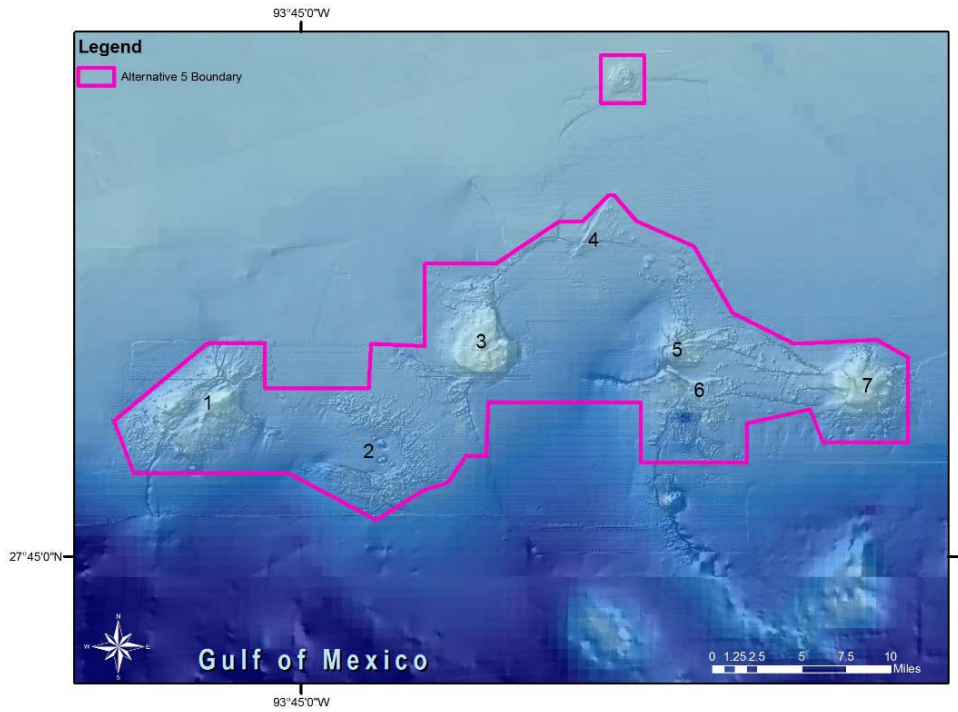 93°45'0"W
Legend
Alternative 5 Boundary
4
3
5
6
7
1
2
27°45'0"N
N
W E
S
Gulf of Mexico
0 1.25 2.5 5 7.5 10
Miles
93°45'0"W